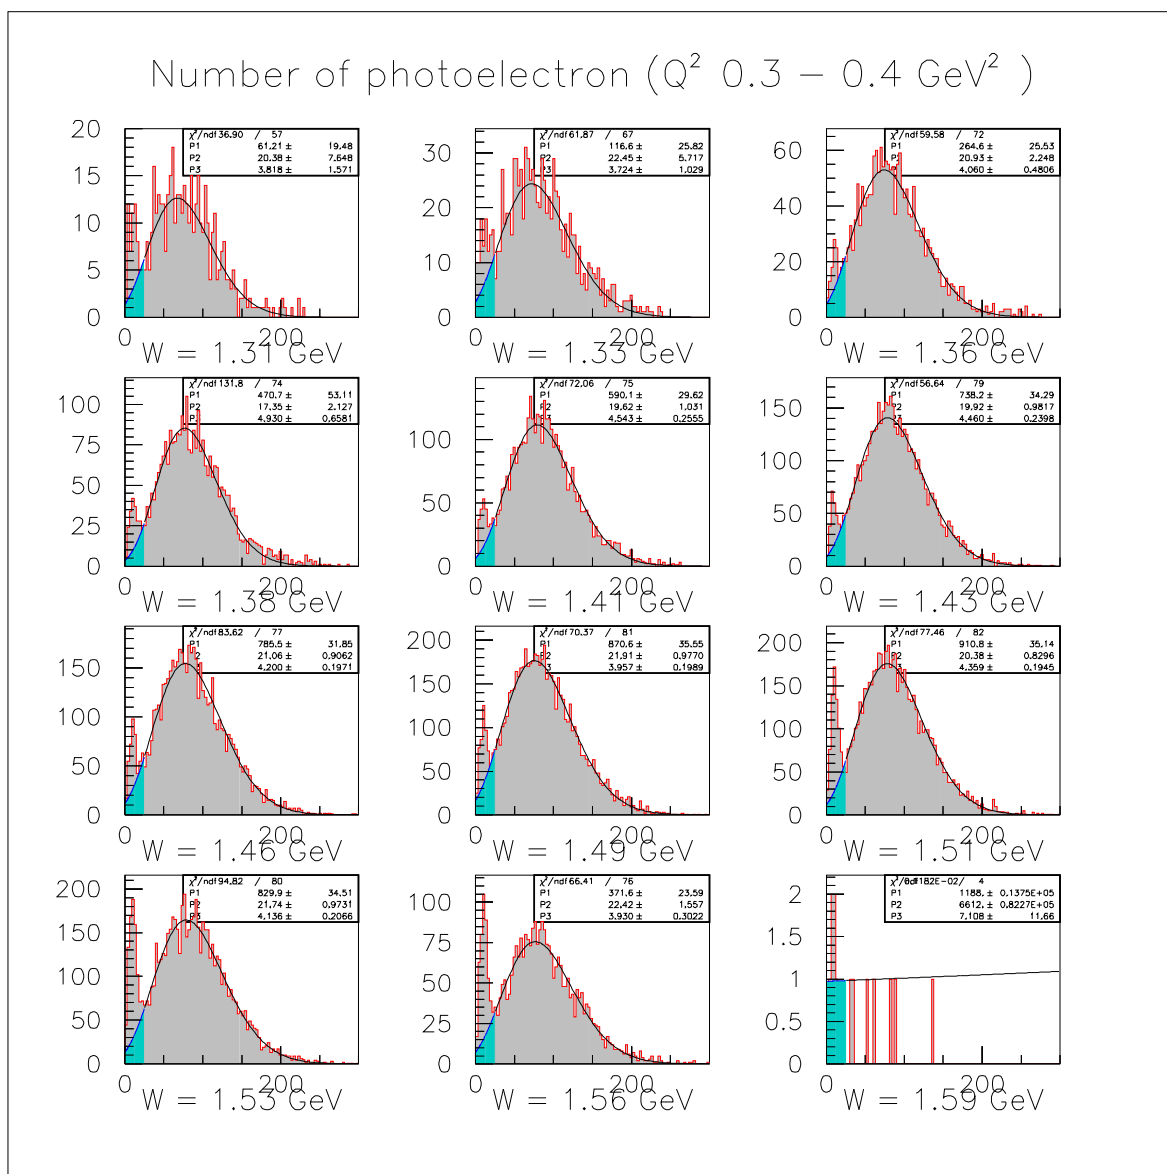 Number of photoelectron (Q² 0.3 – 0.4 GeV² )
χ²/ndf 36.90 / 57
P1 61.21 ± 19.48
P2 20.38 ± 7.648
P3 3.818 ± 1.571
20
15
10
5
0
0 200
W = 1.31 GeV
χ²/ndf 61.87 / 67
P1 116.6 ± 25.82
P2 22.45 ± 5.717
P3 3.724 ± 1.029
30
20
10
0
0 200
W = 1.33 GeV
χ²/ndf 59.58 / 72
P1 264.6 ± 25.53
20.93 ± 2.248
4.060 ± 0.4806
60
40
20
0
0 200
W = 1.36 GeV
χ²/ndf 131.8 / 74
P1 470.7 ± 53.11
P2 17.35 ± 2.127
4.930 ± 0.6581
100
75
50
25
0
0 200
W = 1.38 GeV
χ²/ndf 72.06 / 75
P1 590.1 ± 29.62
19.62 ± 1.031
4.543 ± 0.2555
100
50
0
0 200
W = 1.41 GeV
χ²/ndf 56.64 / 79
P1 738.2 ± 34.29
19.92 ± 0.9817
4.460 ± 0.2398
150
100
50
0
0 200
W = 1.43 GeV
χ²/ndf 83.62 / 77
P1 785.5 ± 31.85
P2 21.06 ± 0.9062
4.200 ± 0.1971
150
100
50
0
0 200
W = 1.46 GeV
χ²/ndf 70.37 / 81
P1 870.6 ± 35.55
P2 21.91 ± 0.9770
3.957 ± 0.1989
200
150
100
50
0
0 200
W = 1.49 GeV
χ²/ndf 77.46 / 82
P1 910.8 ± 35.14
P2 20.38 ± 0.8296
4.359 ± 0.1945
200
150
100
50
0
0 200
W = 1.51 GeV
χ²/ndf 94.82 / 80
P1 829.9 ± 34.51
P2 21.74 ± 0.9731
P3 4.136 ± 0.2066
200
150
100
50
0
0 200
W = 1.53 GeV
χ²/ndf 66.41 / 76
P1 371.6 ± 23.59
P2 22.42 ± 1.557
P3 3.930 ± 0.3022
100
75
50
25
0
0 200
W = 1.56 GeV
4
P1 1188. ± 0.1375E+05
P2 6612. ± 0.8227E+05
P3 7.108 ± 11.66
2
1.5
1
0.5
0
0 200
W = 1.59 GeV